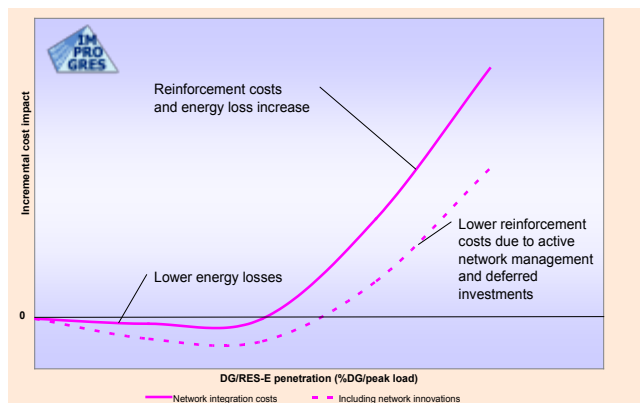 IM
PRO
GRES
Reinforcement costs
and energy loss increase
Incremental cost impact
Lower reinforcement
costs due to active
network management
and deferred
investments
Lower energy losses
0
DG/RES-E penetration (%DG/peak load)
Network integration costs
Including network innovations